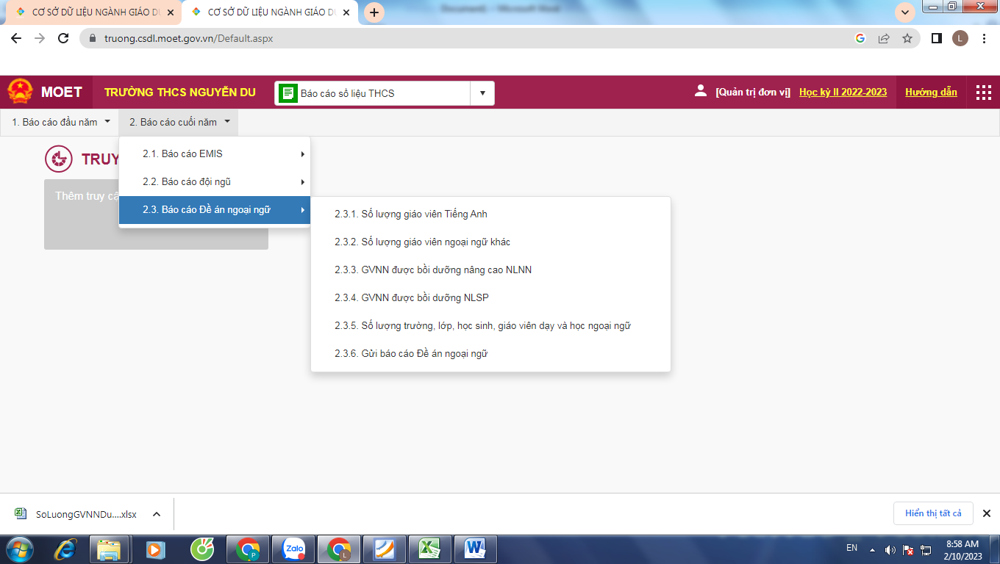 CƠ SỞ DỮ LIỆU NGÀNH GIÁO DỤ
CƠ SỞ DỮ LIỆU NGÀNH GIÁO DỤ
Document1 - Microsoft Word
truong.csdl.moet.gov.vn/Default.aspx
L
MOET
TRƯỜNG THCS NGUYỄN DU
Báo cáo số liệu THCS
[Quản trị đơn vị]
Học kỳ II 2022-2023
Hướng dẫn
1. Báo cáo đầu năm
2. Báo cáo cuối năm
TRUY
Thêm truy cậ
2.1. Báo cáo EMIS
2.2. Báo cáo đội ngũ
2.3. Báo cáo Đề án ngoại ngữ
2.3.1. Số lượng giáo viên Tiếng Anh
2.3.2. Số lượng giáo viên ngoại ngữ khác
2.3.3. GVNN được bồi dưỡng nâng cao NLNN
2.3.4. GVNN được bồi dưỡng NLSP
2.3.5. Số lượng trường, lớp, học sinh, giáo viên dạy và học ngoại ngữ
2.3.6. Gửi báo cáo Đề án ngoại ngữ
SoLuongGVNNDu....xlsx
Hiển thị tất cả
P
Zalo
L
EN
8:58 AM
2/10/2023